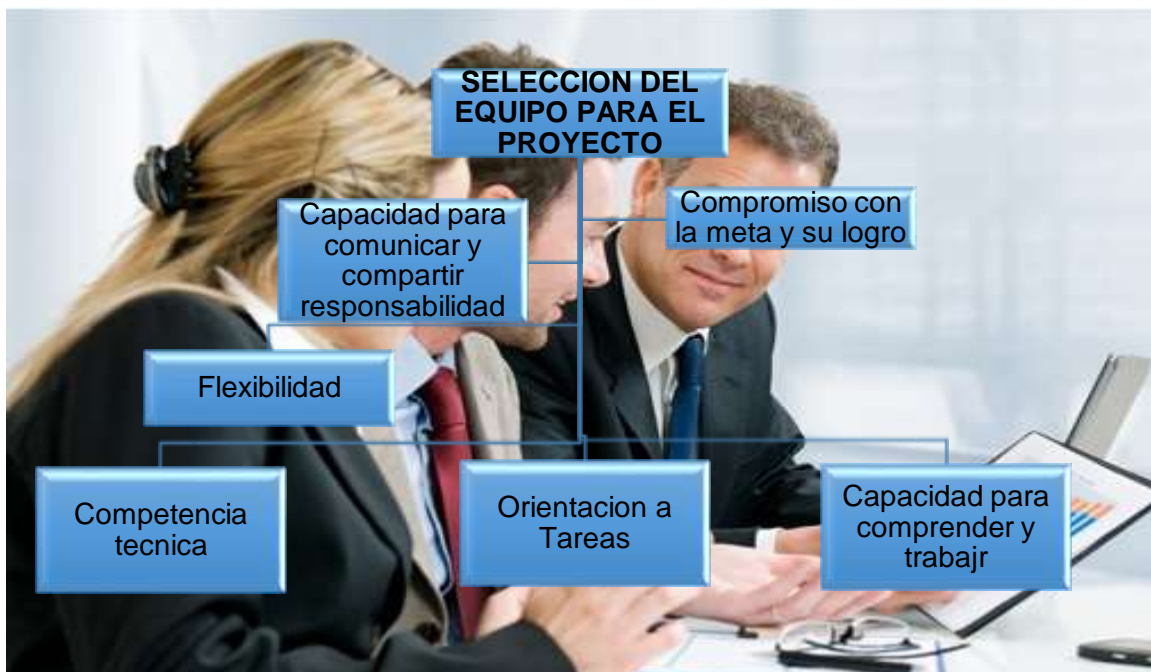 SELECCION DEL
EQUIPO PARA EL
PROYECTO
Capacidad para
comunicar y
compartir
responsabilidad
Compromiso con
la meta y su logro
Flexibilidad
Competencia
tecnica
Orientacion a
Tareas
Capacidad para
comprender y
trabajr